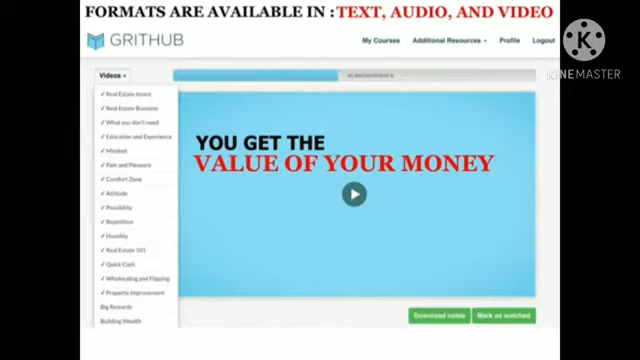 FORMATS ARE AVAILABLE IN : TEXT, AUDIO, AND VIDEO
GRITHUB
My Courses
Additional Resources
Profile
Logout
KINEMASTER
Videos
Real Estate Invest
Real Estate Business
What you don't need
Education and Experience
Mindset
Pain and Pleasure
Comfort Zone
Attitude
Possibility
Repetition
Humility
Real Estate 101
Quick Cash
Wholesaling and Flipping
Property Improvement
Big Rewards
Building Wealth
YOU GET THE
VALUE OF YOUR MONEY
Download notes
Mark as watched